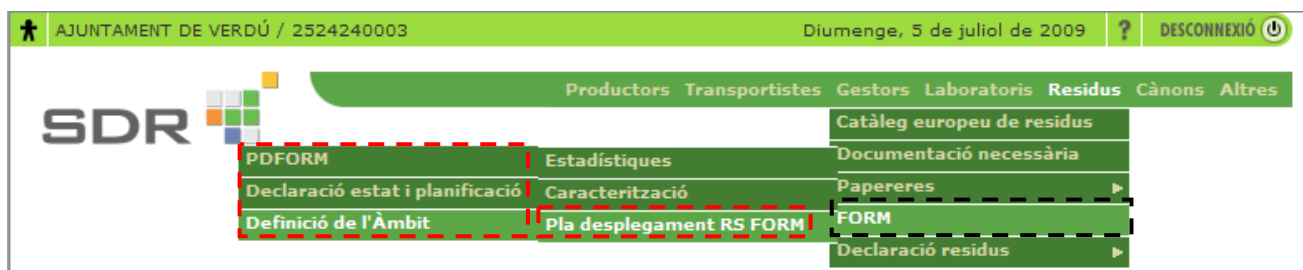 AJUNTAMENT DE VERDÚ / 2524240003 Diumenge, 5 de juliol de 2009 ? DESCONNEXIÓ
Productors Transportistes Gestors Laboratoris Residus Cànons Altres
SDR
Catàleg europeu de residus
PDFORM Estadístiques Documentació necessària
Declaració estat i planificació Caracterització Papereres
Definició de l'Àmbit Pla desplegament RS FORM FORM
Declaració residus